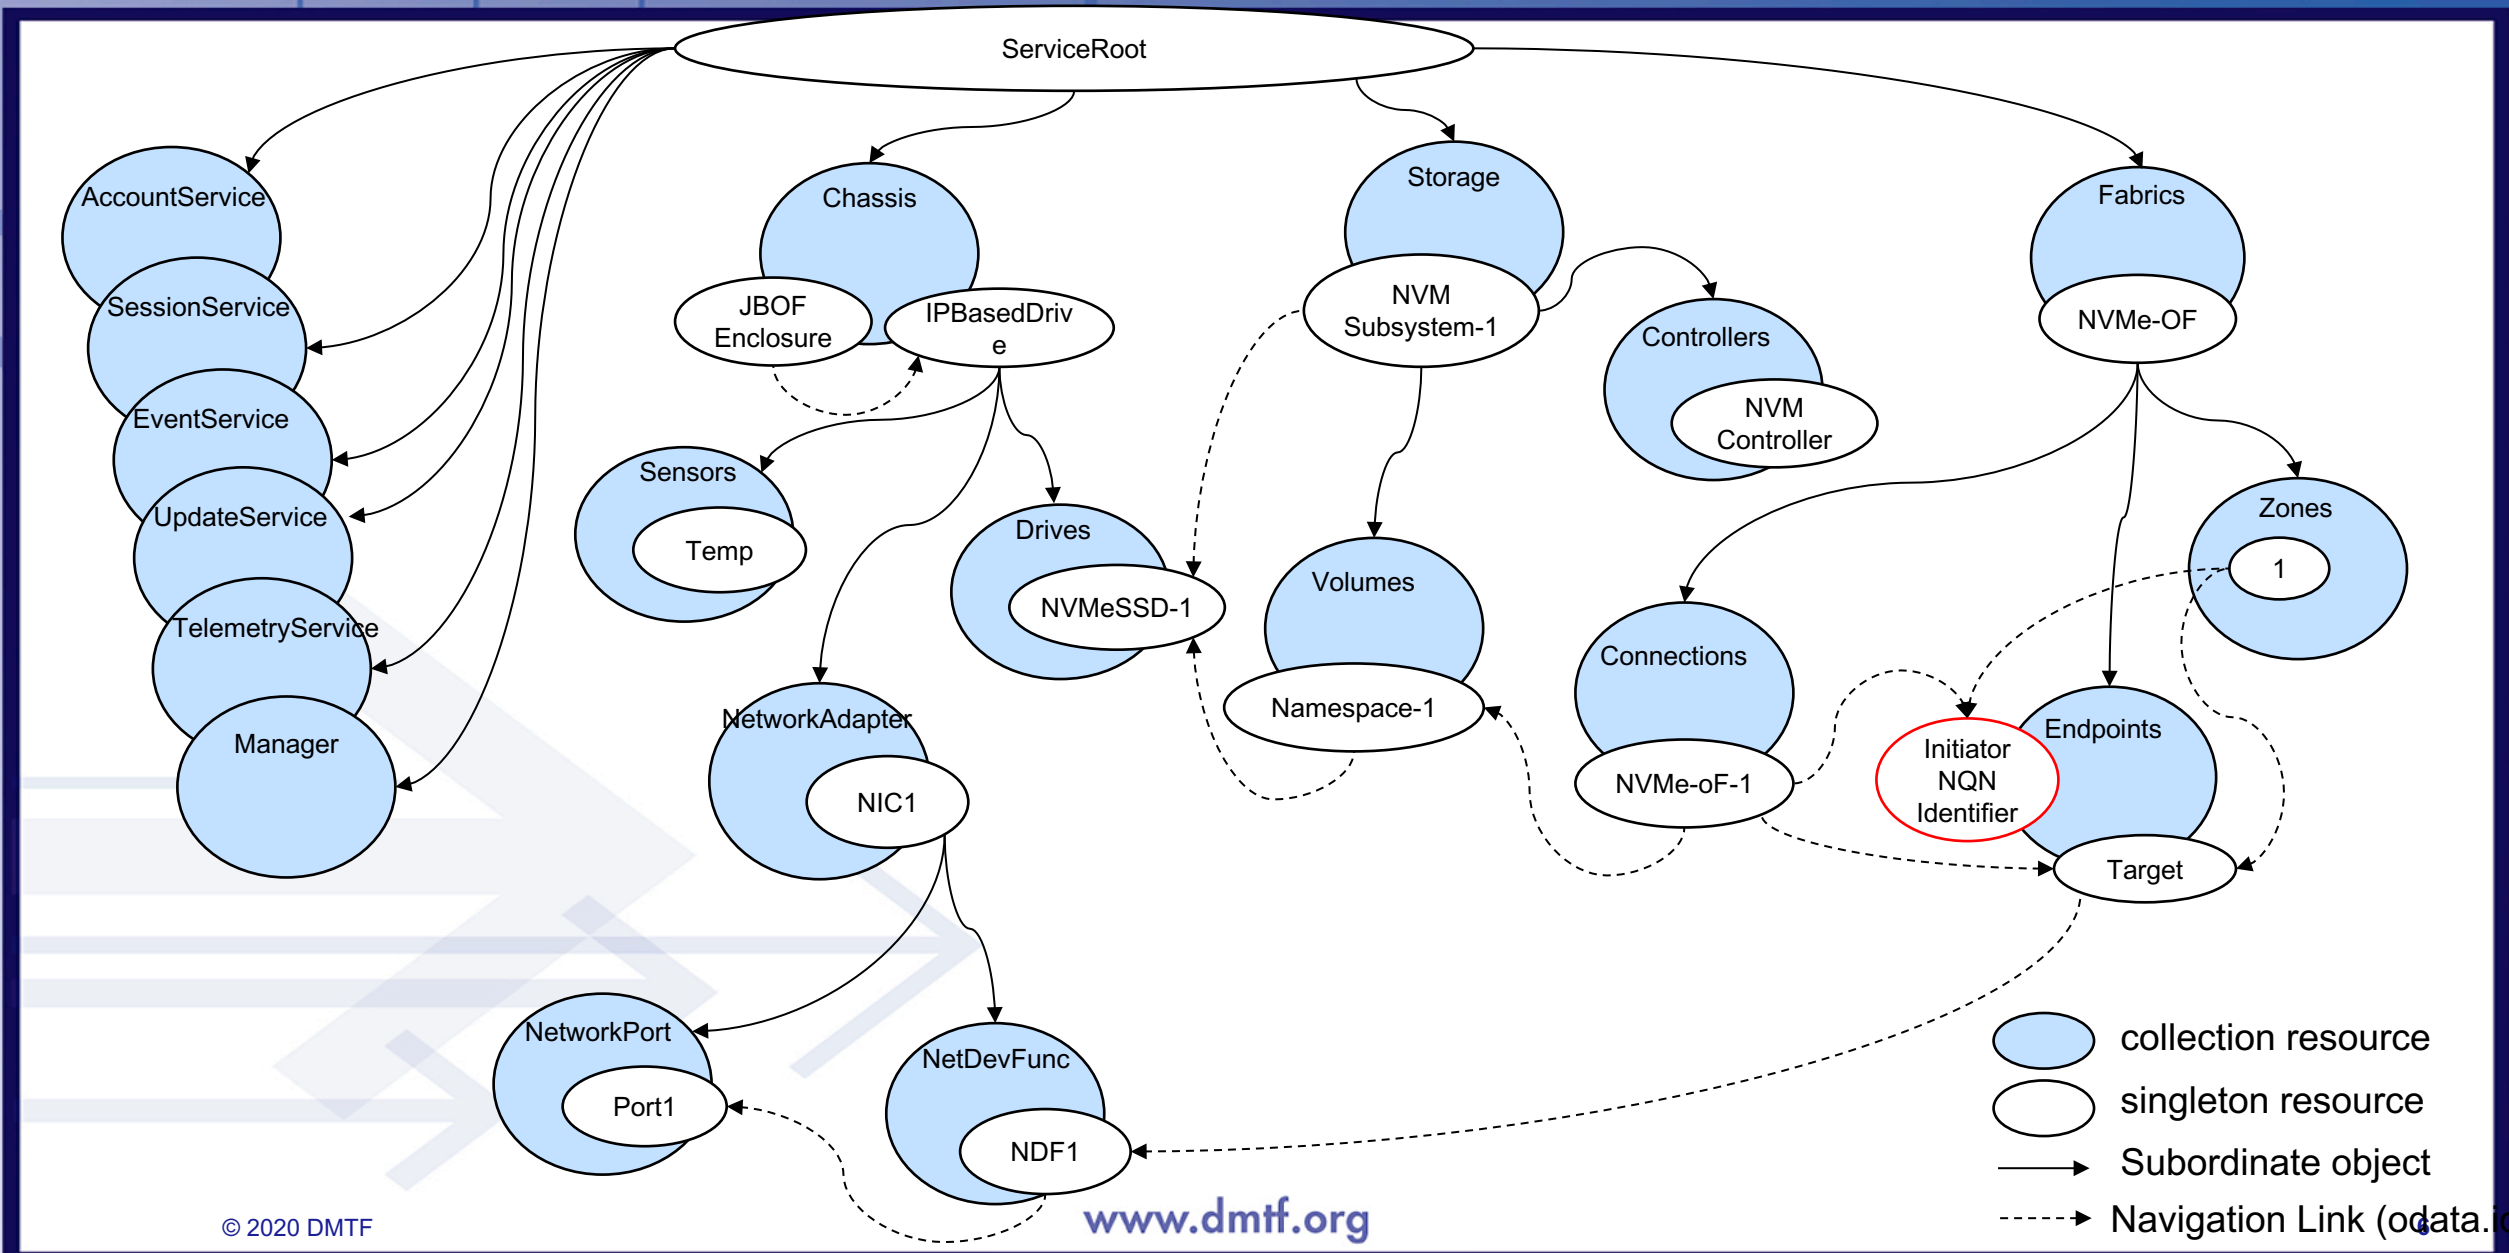 ServiceRoot
AccountService
SessionService
EventService
UpdateService
TelemetryService
Manager
Chassis
JBOF
Enclosure
IPBasedDriv
e
Sensors
Temp
Drives
NVMeSSD-1
NetworkAdapter
NIC1
NetworkPort
Port1
NetDevFunc
NDF1
Storage
NVM
Subsystem-1
Controllers
NVM
Controller
Volumes
Namespace-1
Fabrics
NVMe-OF
Connections
NVMe-oF-1
Zones
1
Endpoints
Initiator
NQN
Identifier
Target
collection resource
singleton resource
Subordinate object
Navigation Link (odata.i
© 2020 DMTF
www.dmtf.org
6